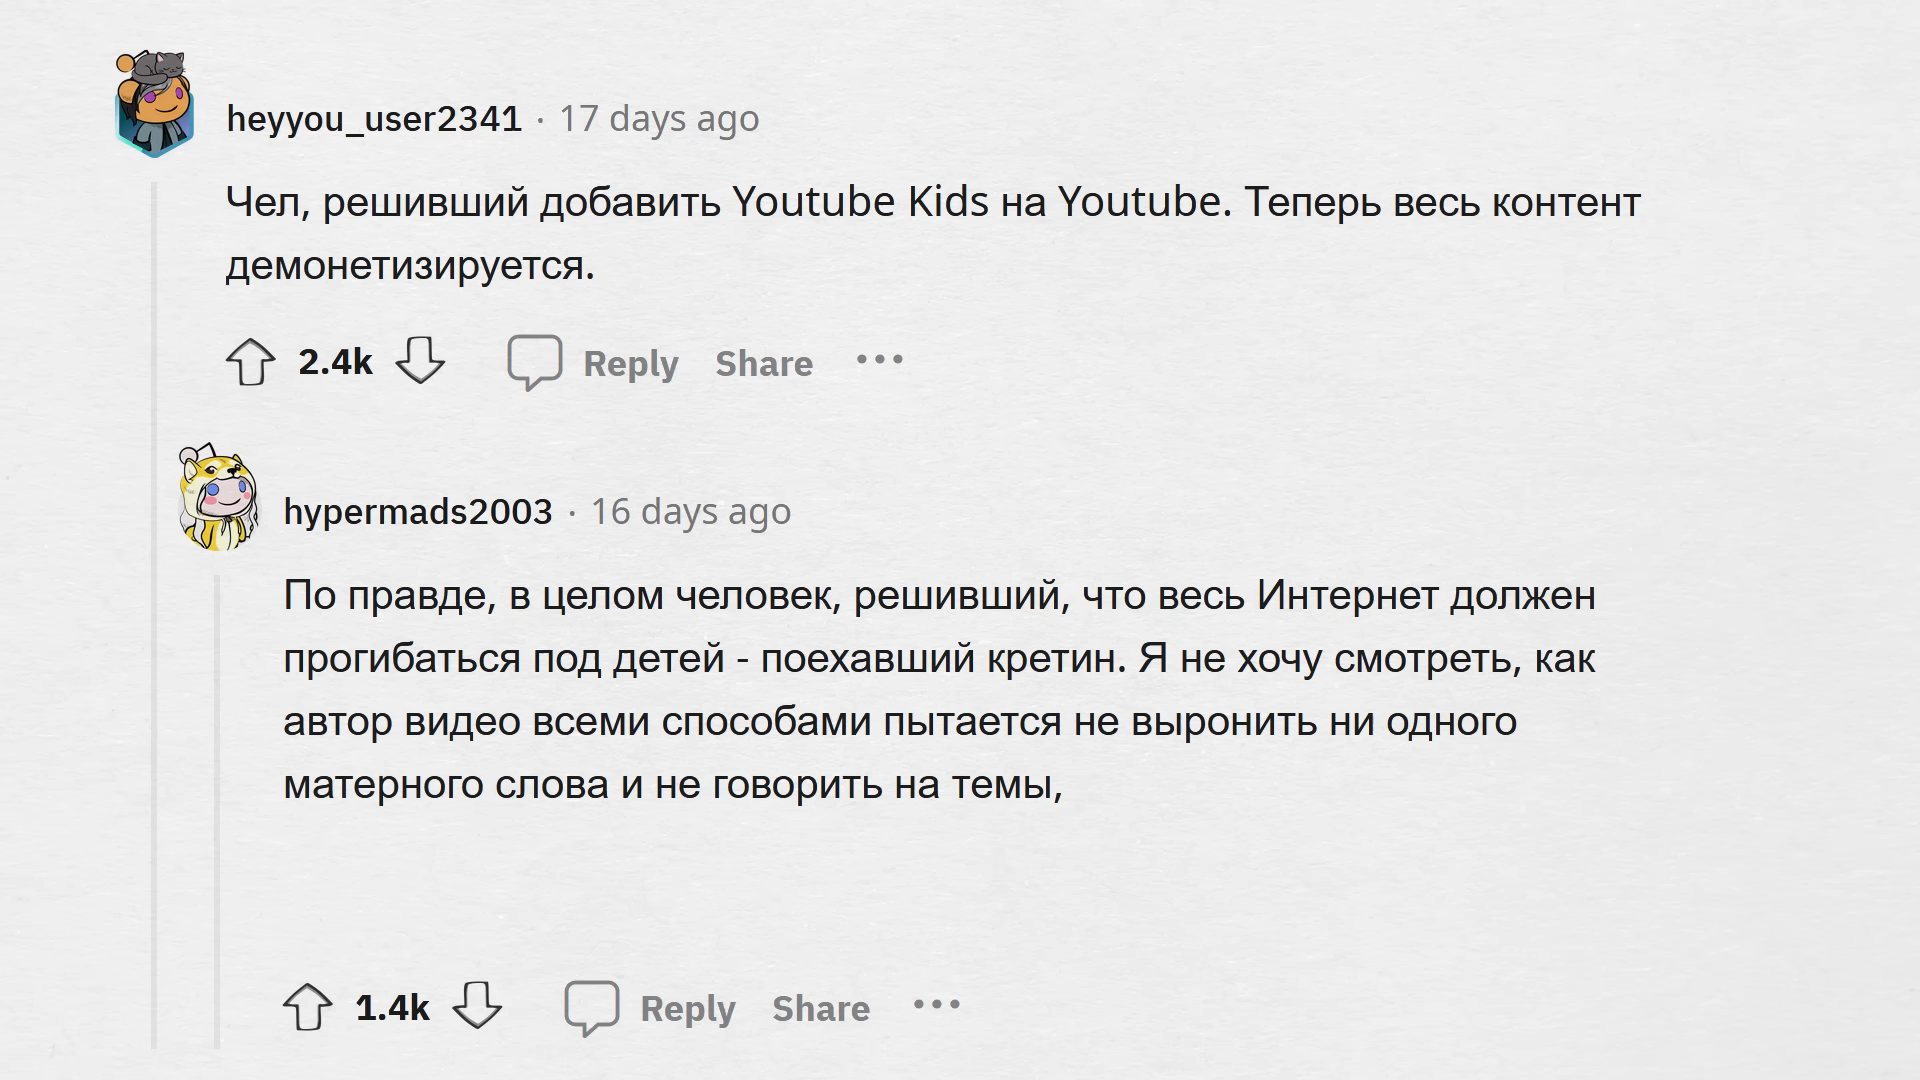 heyyou_user2341 · 17 days ago
Чел, решивший добавить Youtube Kids на Youtube. Теперь весь контент
демонетизируется.
2.4k Reply Share •••
hypermads2003 · 16 days ago
По правде, в целом человек, решивший, что весь Интернет должен
прогибаться под детей - поехавший кретин. Я не хочу смотреть, как
автор видео всеми способами пытается не выронить ни одного
матерного слова и не говорить на темы,
1.4k Reply Share •••